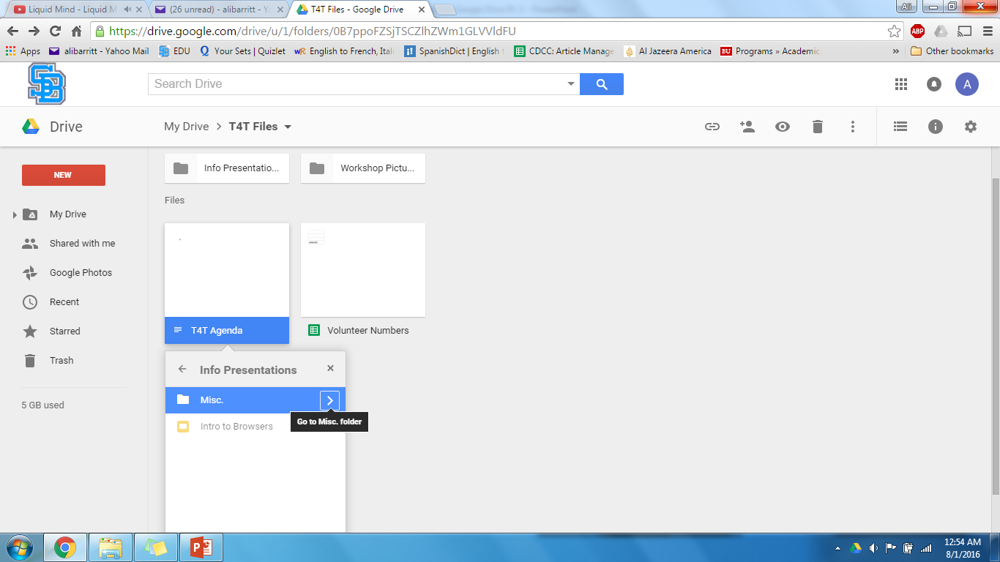 Liquid Mind - Liquid M
(26 unread) - alibarritt - Ya
T4T Files - Google Drive
Ali
https://drive.google.com/drive/u/1/folders/0B7ppoFZSjTSCZlhZWm1GLVVldFU
ABP
Apps
alibarritt - Yahoo Mail
EDU
Your Sets | Quizlet
English to French, Itali
SpanishDict | English t
CDCC: Article Manage
Al Jazeera America
BU Programs » Academic
»
Other bookmarks
SB
Search Drive
A
Drive
My Drive > T4T Files
NEW
My Drive
Shared with me
Google Photos
Recent
Starred
Trash
5 GB used
Info Presentatio...
Workshop Pictu...
Files
T4T Agenda
Volunteer Numbers
Info Presentations
Misc.
Go to Misc. folder
Intro to Browsers
12:54 AM
8/1/2016